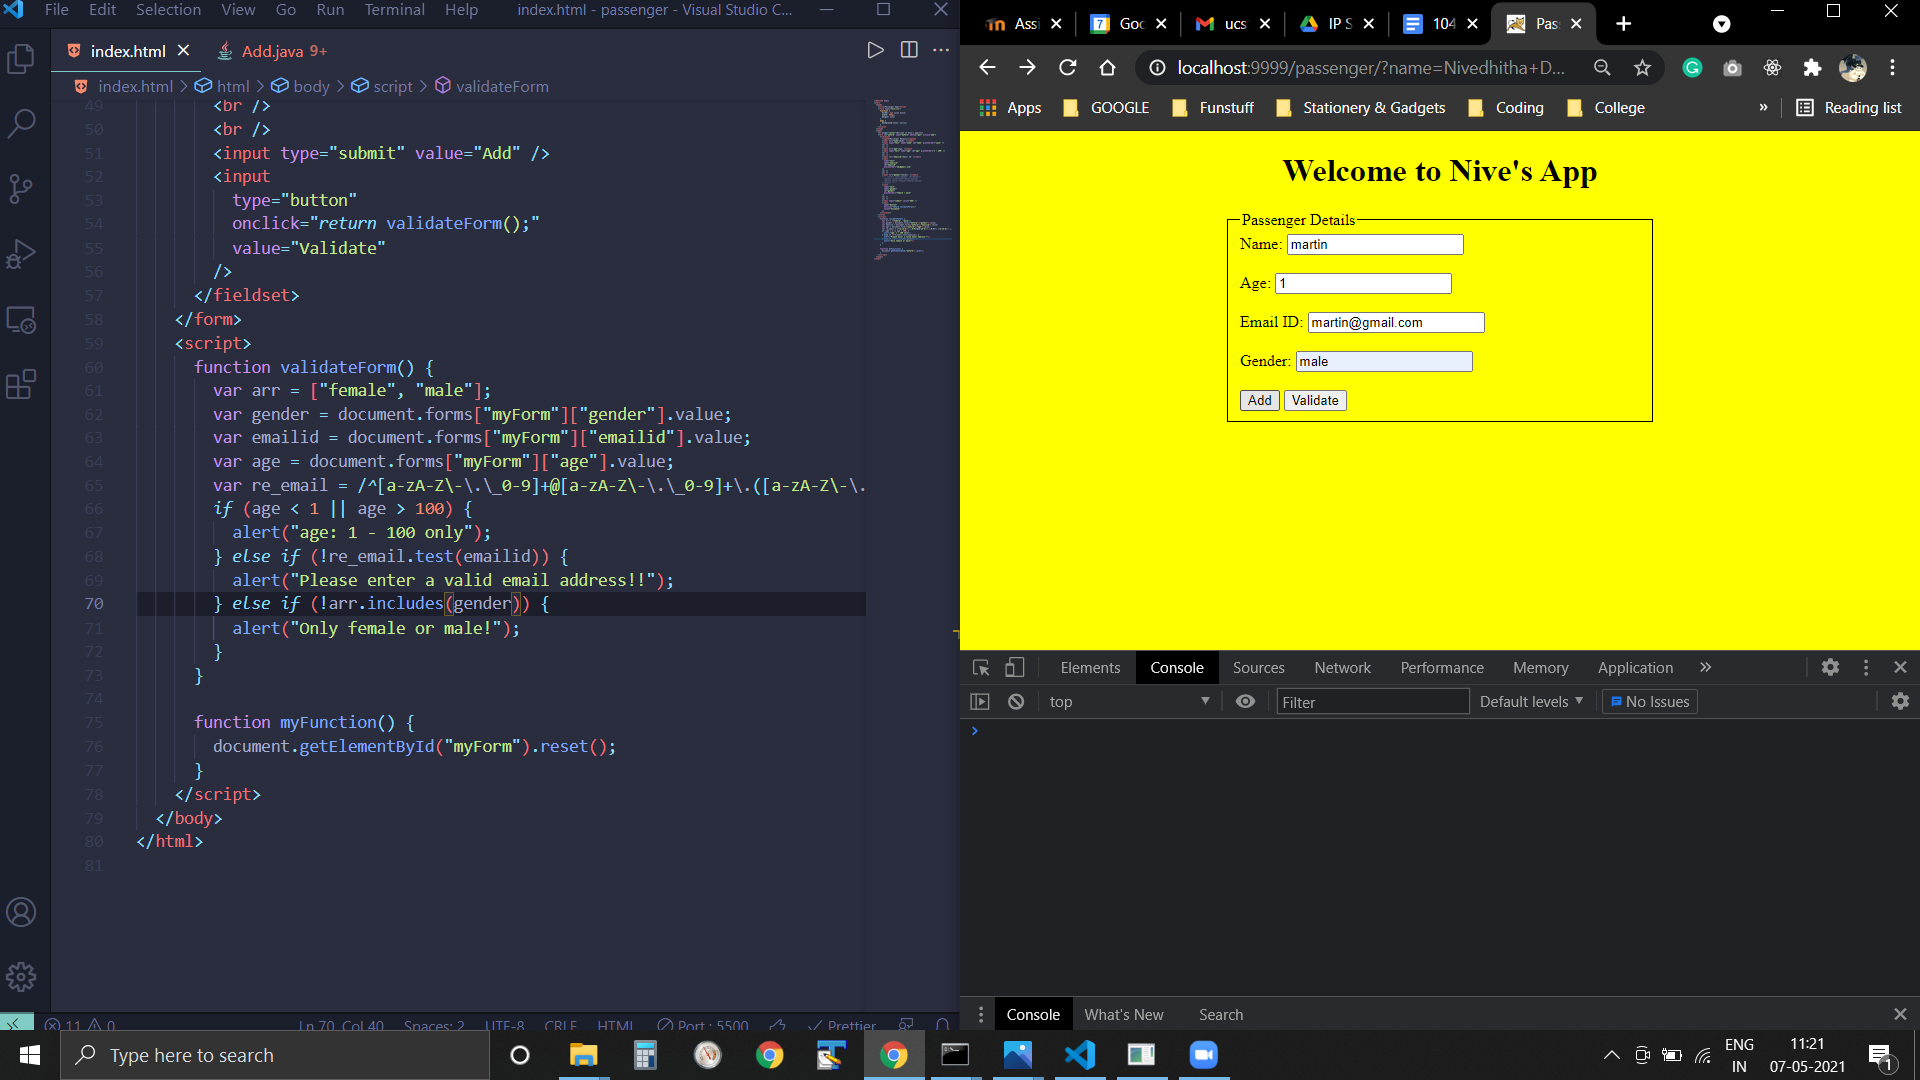 File Edit Selection View Go Run Terminal Help index.html - passenger - Visual Studio C...
index.html Add.java 9+
index.html > html > body > script > validateForm
49 <br />
50 <br />
51 <input type="submit" value="Add" />
52 <input
53 type="button"
54 onclick="return validateForm();"
55 value="Validate"
56 />
57 </fieldset>
58 </form>
59 <script>
60 function validateForm() {
61 var arr = ["female", "male"];
62 var gender = document.forms["myForm"]["gender"].value;
63 var emailid = document.forms["myForm"]["emailid"].value;
64 var age = document.forms["myForm"]["age"].value;
65 var re_email = /^[a-zA-Z\-\.\_0-9]+@[a-zA-Z\-\.\_0-9]+\.([a-zA-Z\-\.
66 if (age < 1 || age > 100) {
67 alert("age: 1 - 100 only");
68 } else if (!re_email.test(emailid)) {
69 alert("Please enter a valid email address!!");
70 } else if (!arr.includes(gender)) {
71 alert("Only female or male!");
72 }
73 }
74
75 function myFunction() {
76 document.getElementById("myForm").reset();
77 }
78 </script>
79 </body>
80 </html>
81
11 0 Ln 70, Col 40 Spaces: 2 UTF-8 CRLF HTML Port : 5500 Prettier
Assi Goo ucs IP S 104 Pas
localhost:9999/passenger/?name=Nivedhitha+D...
Apps GOOGLE Funstuff Stationery & Gadgets Coding College » Reading list
Welcome to Nive's App
Passenger Details
Name: martin
Age: 1
Email ID: martin@gmail.com
Gender: male
Add Validate
Elements Console Sources Network Performance Memory Application »
top Filter Default levels No Issues
Console What's New Search
Type here to search
ENG
IN
11:21
07-05-2021
1